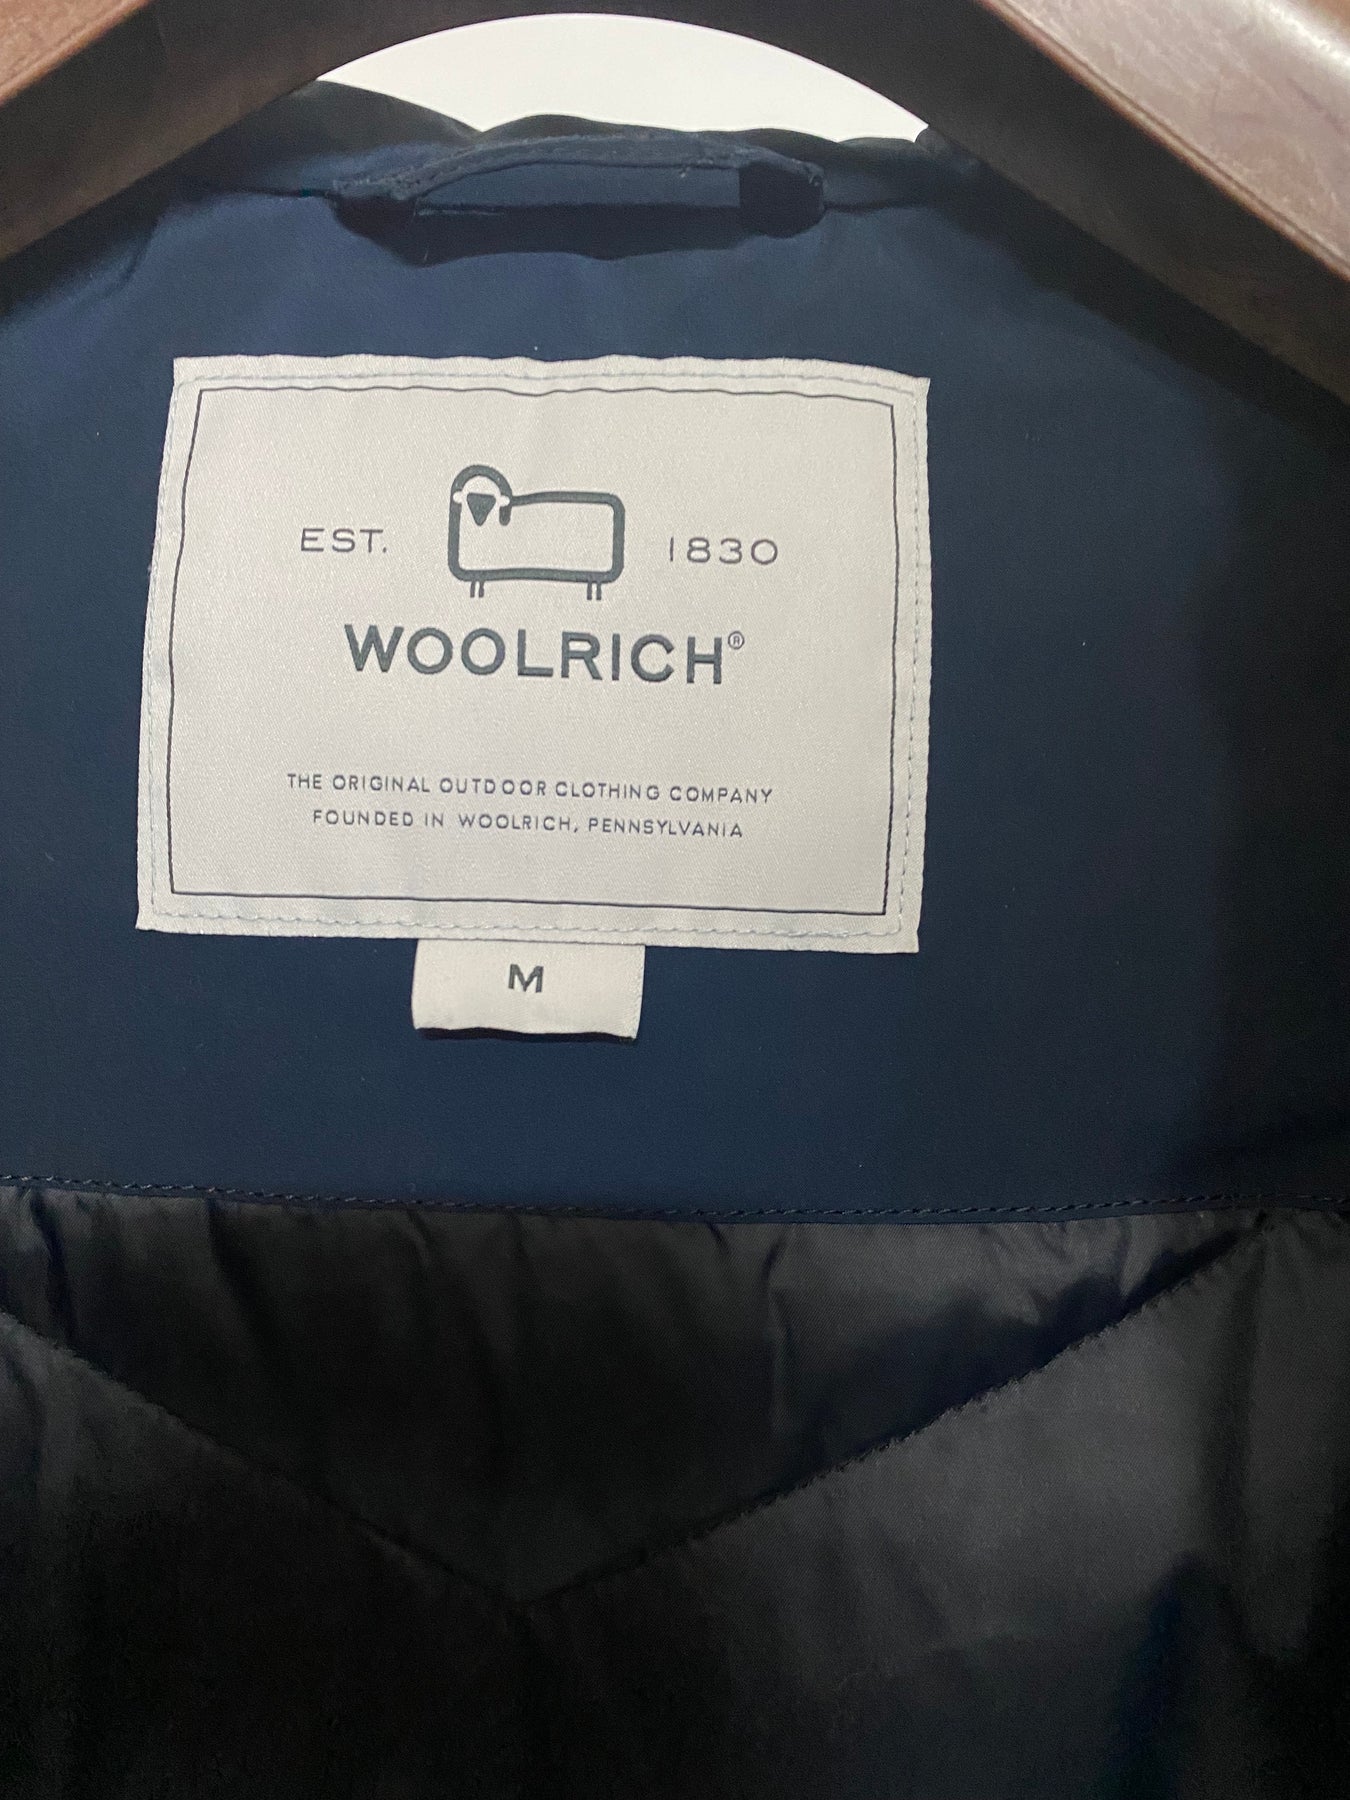 EST. 1830
WOOLRICH®
THE ORIGINAL OUTDOOR CLOTHING COMPANY
FOUNDED IN WOOLRICH, PENNSYLVANIA
M